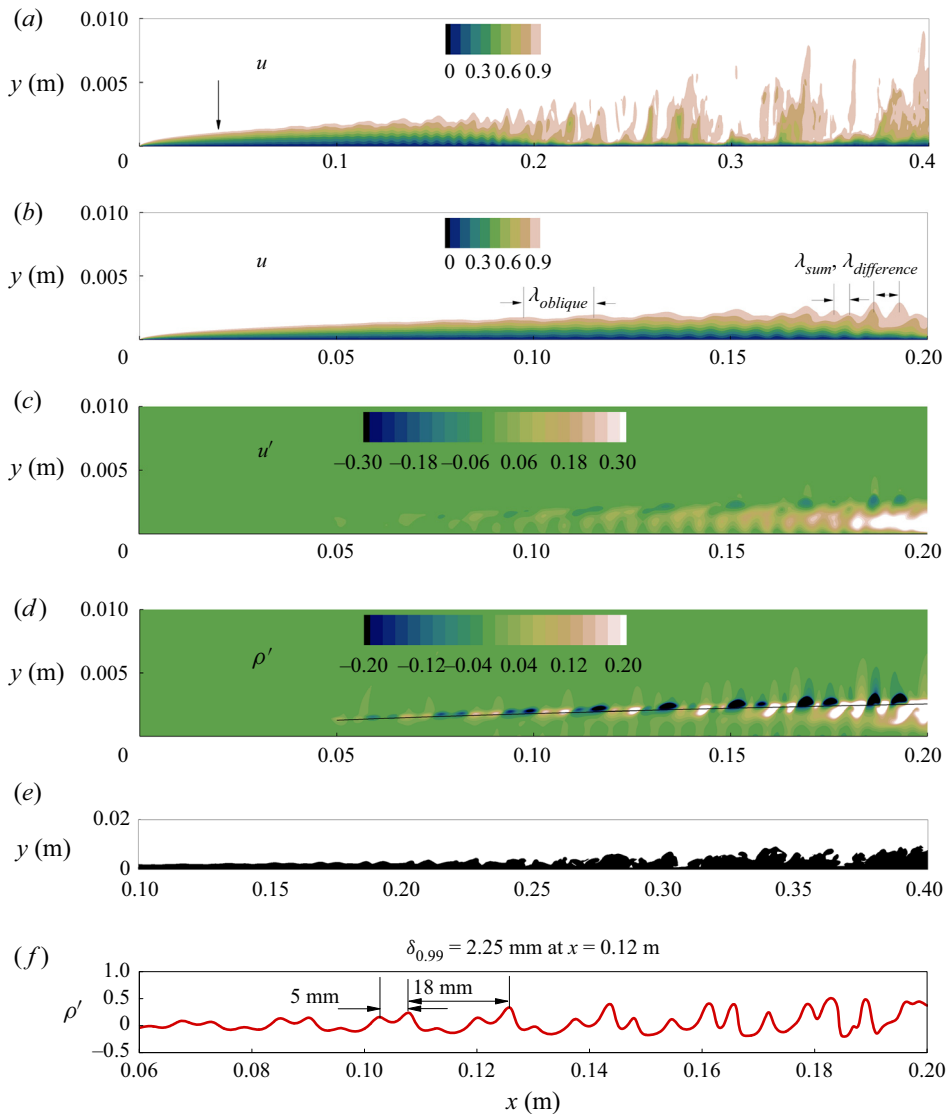 (a)
0.010
y (m)
0.005
0
u
0 0.3 0.6 0.9
0.1 0.2 0.3 0.4
(b)
0.010
y (m)
0.005
0
u
0 0.3 0.6 0.9
λoblique
λsum, λdifference
0.05 0.10 0.15 0.20
(c)
0.010
y (m)
0.005
0
u′
–0.30 –0.18 –0.06 0.06 0.18 0.30
0.05 0.10 0.15 0.20
(d)
0.010
y (m)
0.005
0
ρ′
–0.20 –0.12 –0.04 0.04 0.12 0.20
0.05 0.10 0.15 0.20
(e)
0.02
y (m)
0
0.10 0.15 0.20 0.25 0.30 0.35 0.40
(f)
δ0.99 = 2.25 mm at x = 0.12 m
1.0
0.5
ρ′
0
–0.5
5 mm
18 mm
0.06 0.08 0.10 0.12 0.14 0.16 0.18 0.20
x (m)